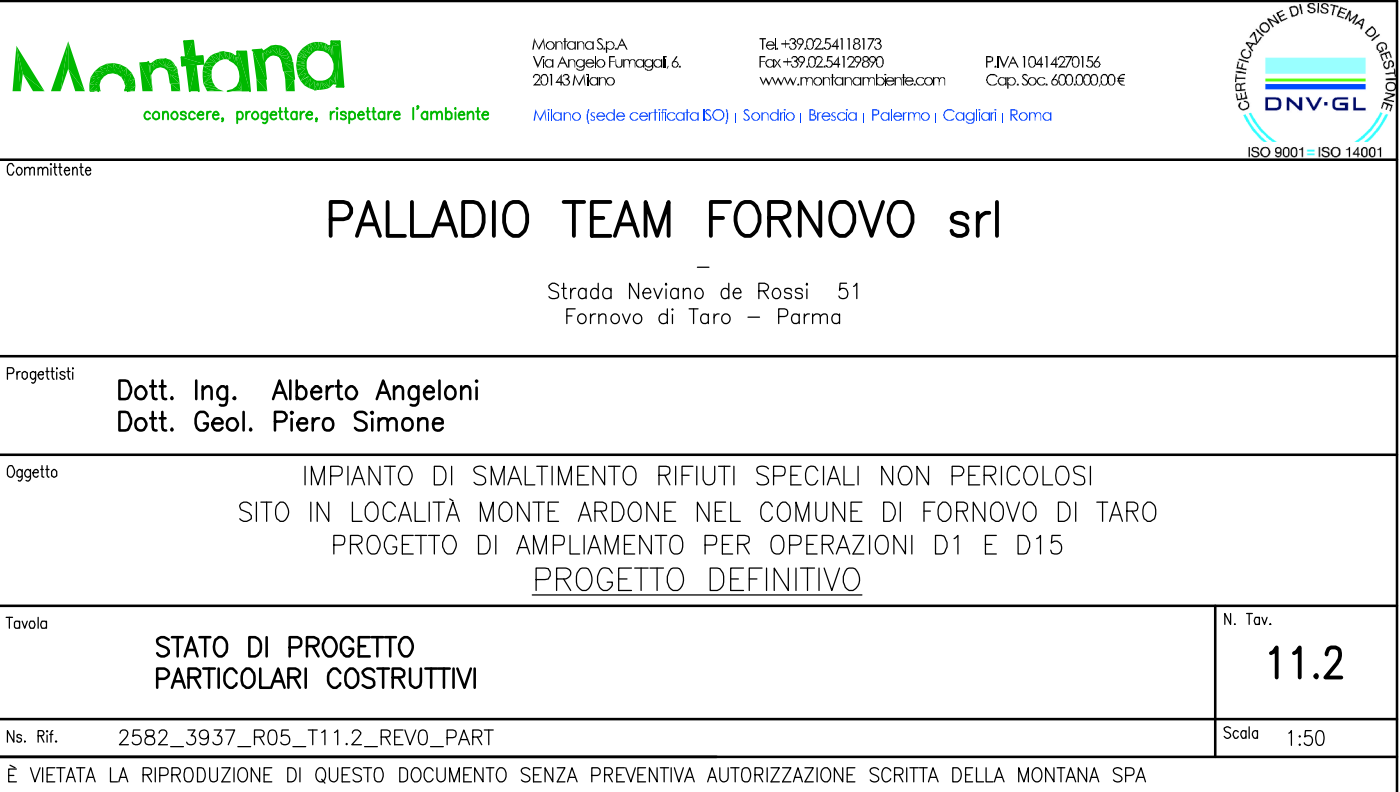 Montana
conoscere, progettare, rispettare l'ambiente
Montana S.p.A
Via Angelo Fumagalli, 6.
20143 Milano
Tel. +39.02.54118173
Fax +39.02.54129890
www.montanambiente.com
P.IVA 10414270156
Cap. Soc. 600.000,00 €
Milano (sede certificata ISO) | Sondrio | Brescia | Palermo | Cagliari | Roma
CERTIFICAZIONE DI SISTEMA DI GESTIONE
DNV·GL
ISO 9001 = ISO 14001
Committente
PALLADIO TEAM FORNOVO srl
–
Strada Neviano de Rossi 51
Fornovo di Taro – Parma
Progettisti
Dott. Ing. Alberto Angeloni
Dott. Geol. Piero Simone
Oggetto
IMPIANTO DI SMALTIMENTO RIFIUTI SPECIALI NON PERICOLOSI
SITO IN LOCALITÀ MONTE ARDONE NEL COMUNE DI FORNOVO DI TARO
PROGETTO DI AMPLIAMENTO PER OPERAZIONI D1 E D15
PROGETTO DEFINITIVO
Tavola
STATO DI PROGETTO
PARTICOLARI COSTRUTTIVI
N. Tav.
11.2
Ns. Rif. 2582_3937_R05_T11.2_REV0_PART
Scala 1:50
È VIETATA LA RIPRODUZIONE DI QUESTO DOCUMENTO SENZA PREVENTIVA AUTORIZZAZIONE SCRITTA DELLA MONTANA SPA